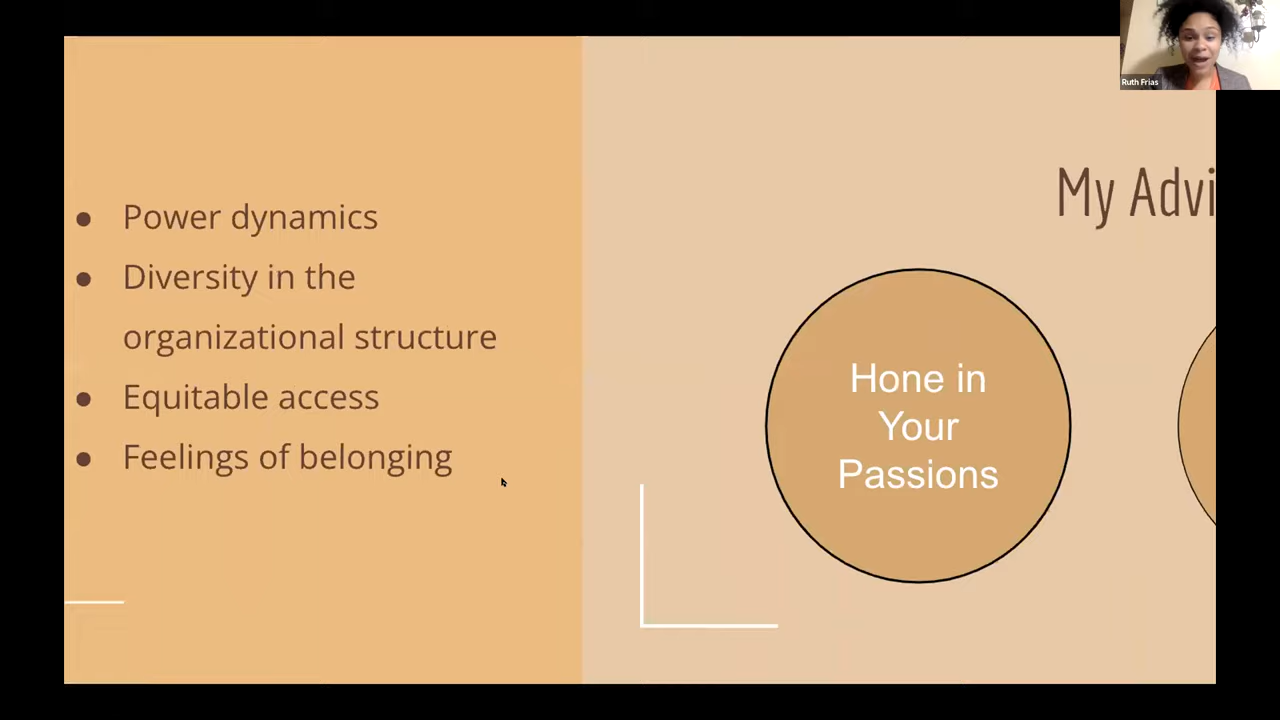 Ruth Frias
● Power dynamics
● Diversity in the
organizational structure
● Equitable access
● Feelings of belonging
My Advi
Hone in
Your
Passions